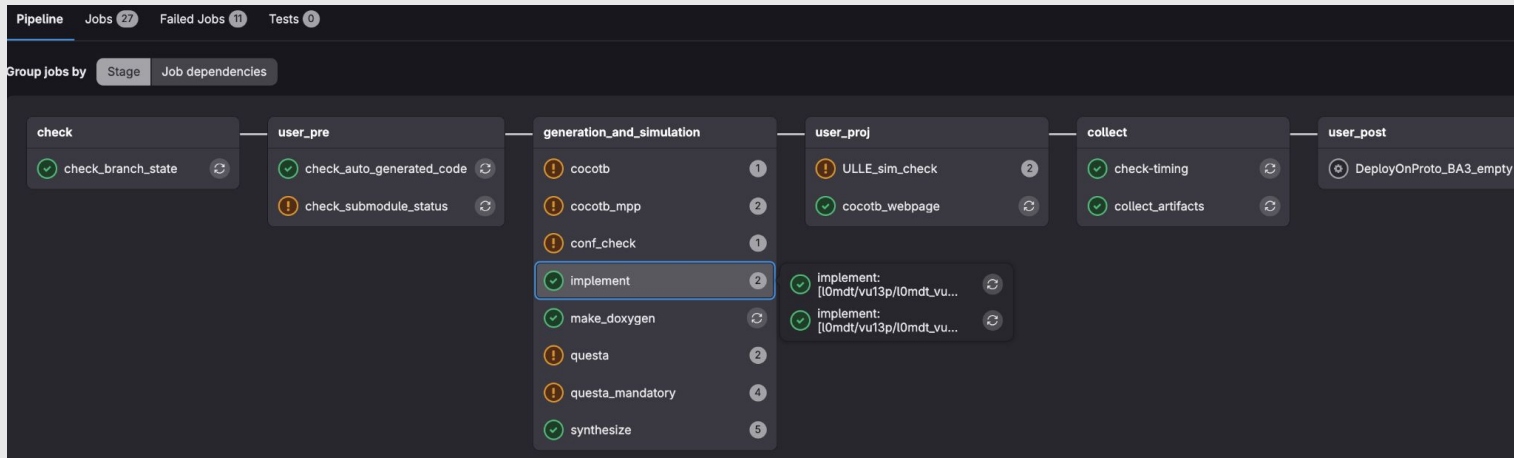 Pipeline Jobs 27 Failed Jobs 11 Tests 0
Group jobs by Stage Job dependencies
check
check_branch_state
user_pre
check_auto_generated_code
check_submodule_status
generation_and_simulation
cocotb 1
cocotb_mpp 2
conf_check 1
implement 2
make_doxygen
questa 2
questa_mandatory 4
synthesize 5
implement:
[l0mdt/vu13p/l0mdt_vu...
implement:
[l0mdt/vu13p/l0mdt_vu...
user_proj
ULLE_sim_check 2
cocotb_webpage
collect
check-timing
collect_artifacts
user_post
DeployOnProto_BA3_empty